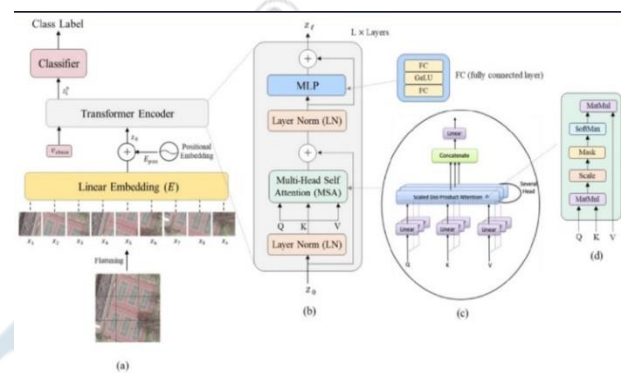 Class Label
Classifier
Transformer Encoder
Positional
Embedding
Linear Embedding (E)
Flattening
(a)
L × Layers
MLP
Layer Norm (LN)
Multi-Head Self
Attention (MSA)
Q K V
Layer Norm (LN)
z₀
(b)
FC
GeLU
FC
FC (fully connected layer)
Linear
Concatenate
Scaled Dot-Product Attention
Several
Head
Linear Linear Linear
Q K V
(c)
MatMul
SoftMax
Mask
Scale
MatMul
Q K V
(d)